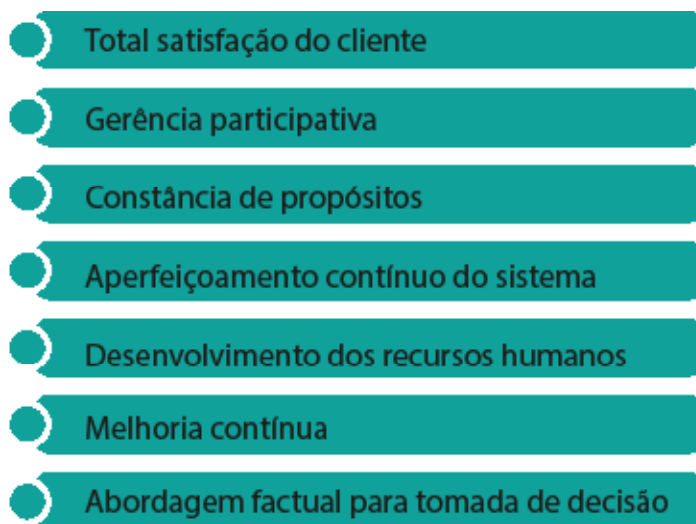 Total satisfação do cliente
Gerência participativa
Constância de propósitos
Aperfeiçoamento contínuo do sistema
Desenvolvimento dos recursos humanos
Melhoria contínua
Abordagem factual para tomada de decisão